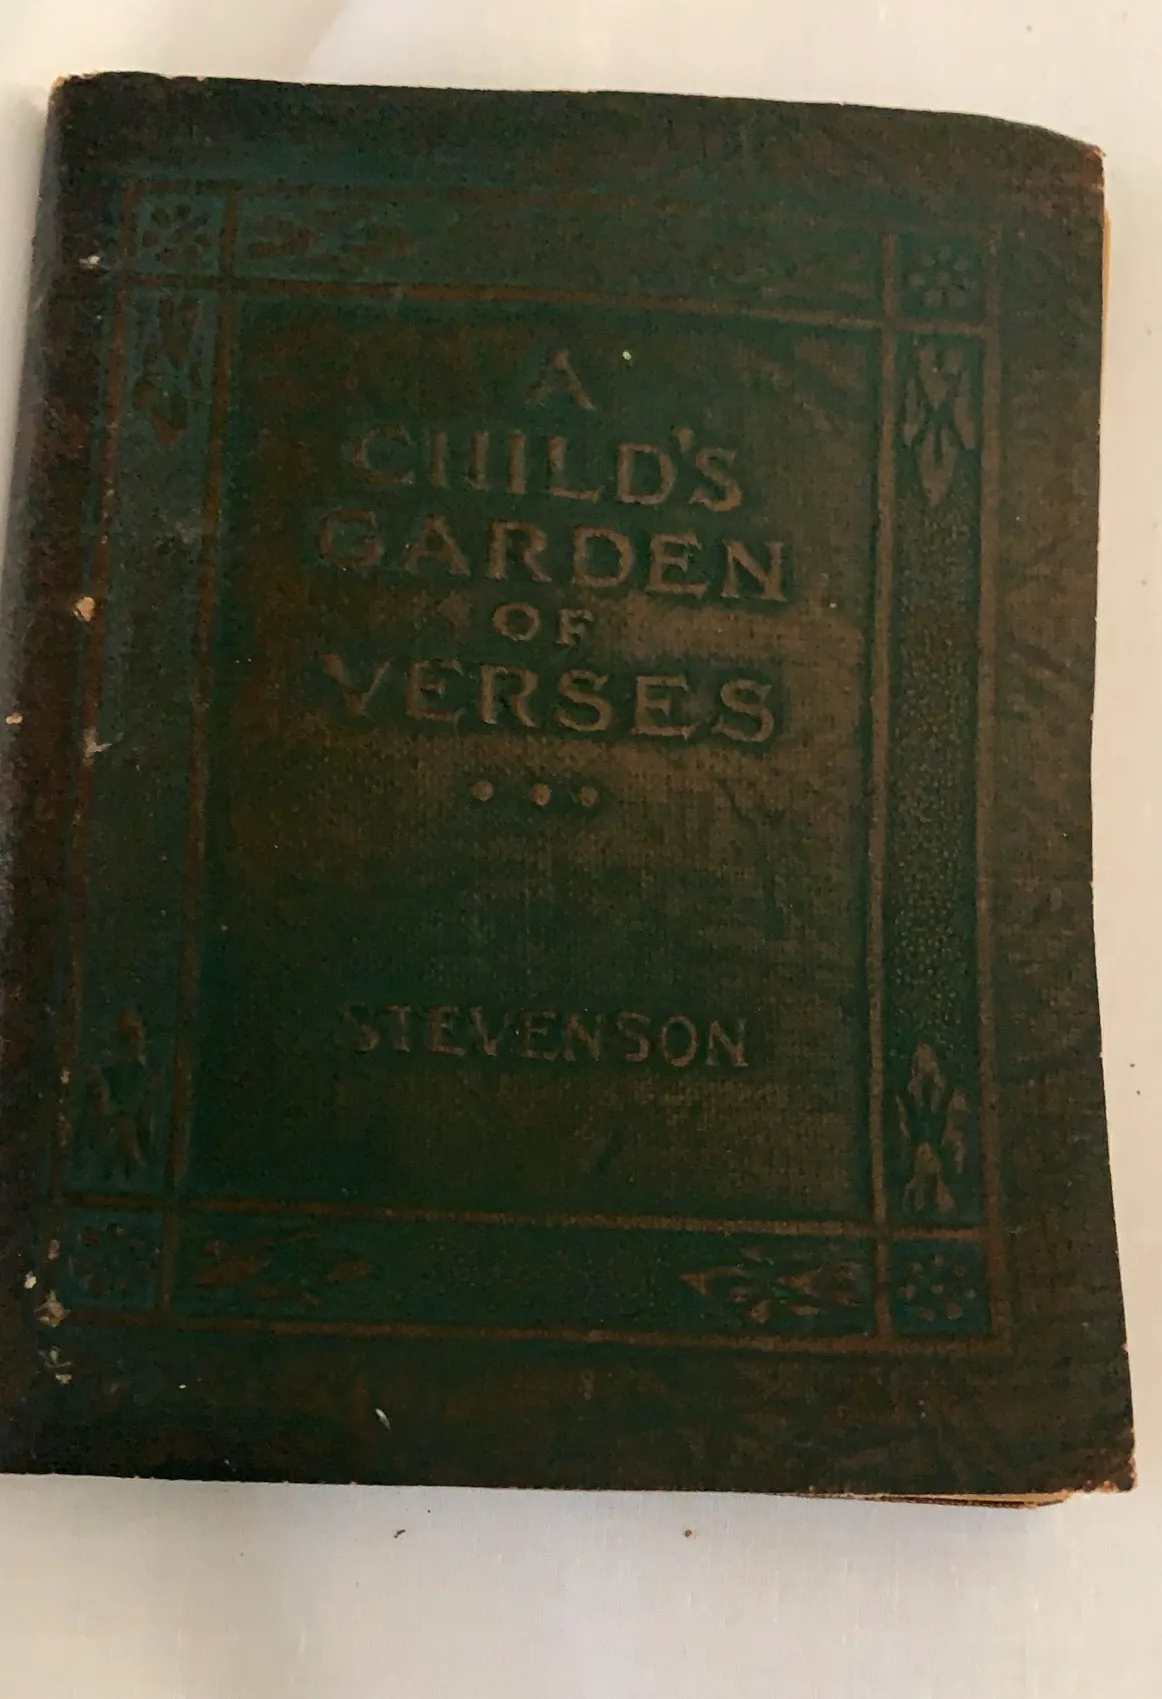 A
CHILD'S
GARDEN
OF
VERSES
• • •
STEVENSON